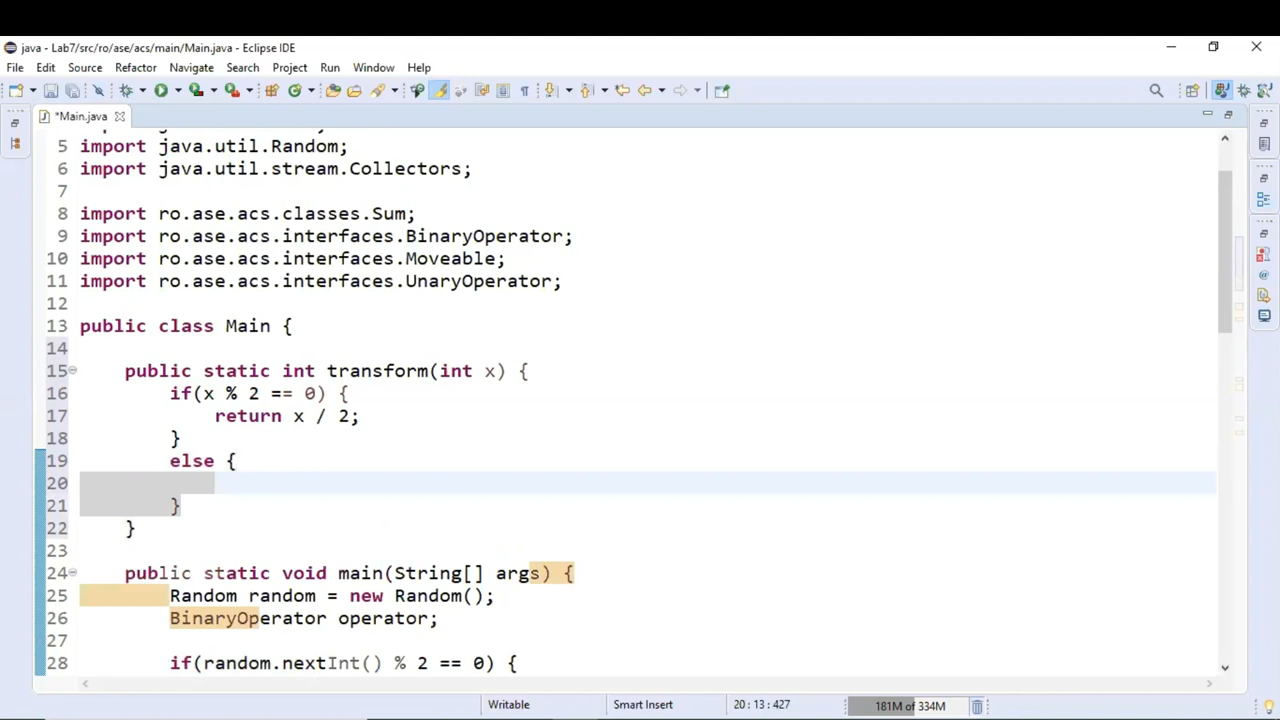 java - Lab7/src/ro/ase/acs/main/Main.java - Eclipse IDE
File Edit Source Refactor Navigate Search Project Run Window Help
*Main.java
5 import java.util.Random;
6 import java.util.stream.Collectors;
7
8 import ro.ase.acs.classes.Sum;
9 import ro.ase.acs.interfaces.BinaryOperator;
10 import ro.ase.acs.interfaces.Moveable;
11 import ro.ase.acs.interfaces.UnaryOperator;
12
13 public class Main {
14
15 public static int transform(int x) {
16 if(x % 2 == 0) {
17 return x / 2;
18 }
19 else {
20
21 }
22 }
23
24 public static void main(String[] args) {
25 Random random = new Random();
26 BinaryOperator operator;
27
28 if(random.nextInt() % 2 == 0) {
Writable Smart Insert 20 : 13 : 427 181M of 334M